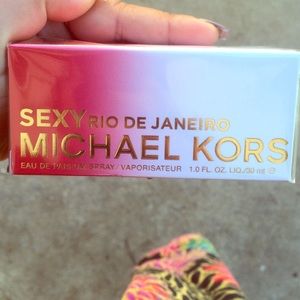 SEXY RIO DE JANEIRO
MICHAEL KORS
EAU DE PARFUM SPRAY / VAPORISATEUR 1.0 FL. OZ. LIQ./30 ml ℮